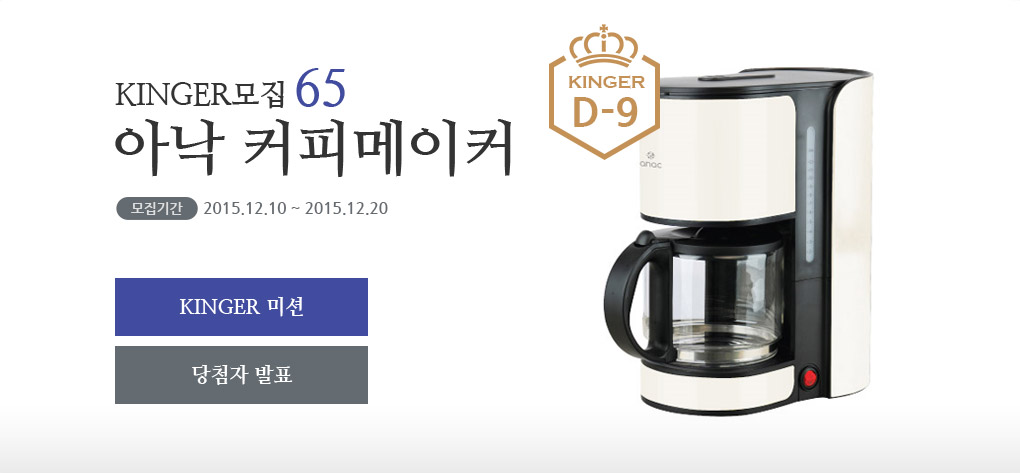 KINGER모집 65
아낙 커피메이커
모집기간 2015.12.10 ~ 2015.12.20
KINGER 미션
당첨자 발표
KINGER
D-9
anac